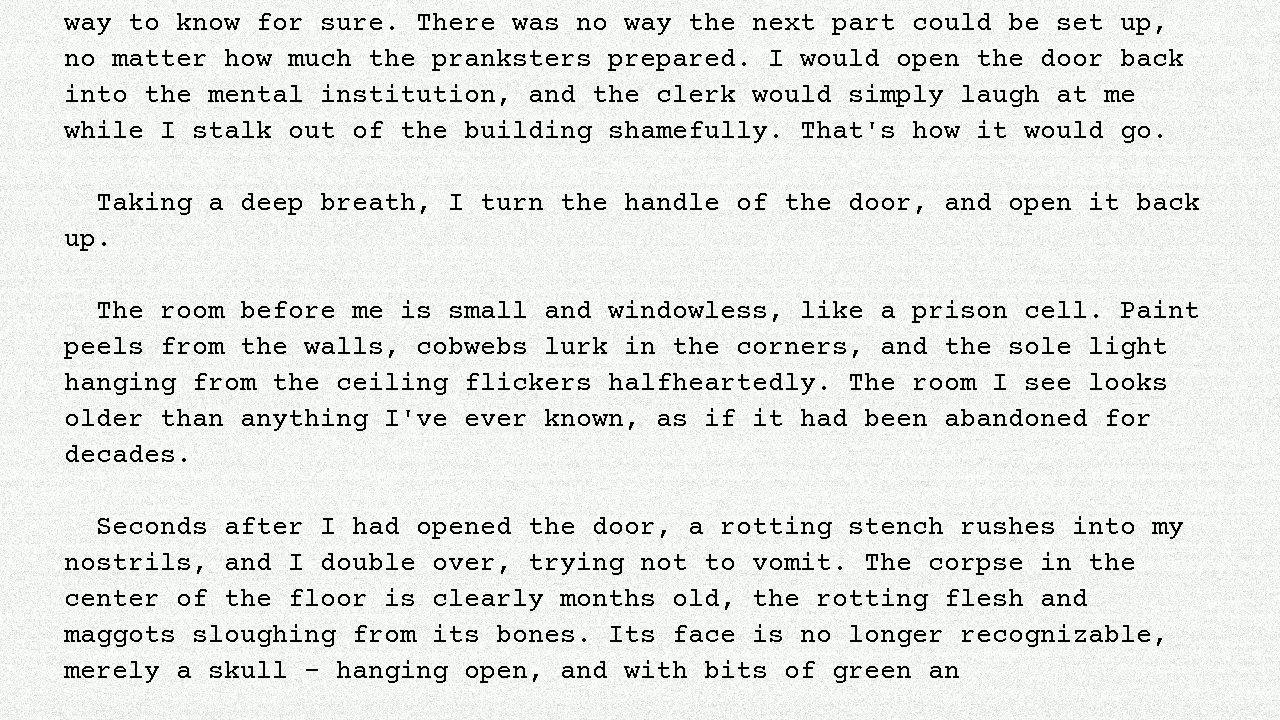 way to know for sure. There was no way the next part could be set up,
no matter how much the pranksters prepared. I would open the door back
into the mental institution, and the clerk would simply laugh at me
while I stalk out of the building shamefully. That's how it would go.
Taking a deep breath, I turn the handle of the door, and open it back
up.
The room before me is small and windowless, like a prison cell. Paint
peels from the walls, cobwebs lurk in the corners, and the sole light
hanging from the ceiling flickers halfheartedly. The room I see looks
older than anything I've ever known, as if it had been abandoned for
decades.
Seconds after I had opened the door, a rotting stench rushes into my
nostrils, and I double over, trying not to vomit. The corpse in the
center of the floor is clearly months old, the rotting flesh and
maggots sloughing from its bones. Its face is no longer recognizable,
merely a skull – hanging open, and with bits of green an